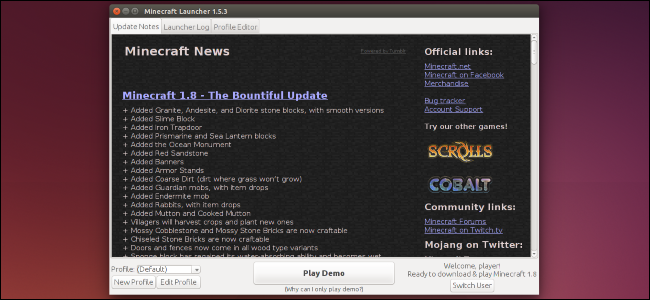 Minecraft Launcher 1.5.3
Update Notes
Launcher Log
Profile Editor
Minecraft News
Powered by Tumblr
Minecraft 1.8 - The Bountiful Update
+ Added Granite, Andesite, and Diorite stone blocks, with smooth versions
+ Added Slime Block
+ Added Iron Trapdoor
+ Added Prismarine and Sea Lantern blocks
+ Added the Ocean Monument
+ Added Red Sandstone
+ Added Banners
+ Added Armor Stands
+ Added Coarse Dirt (dirt where grass won't grow)
+ Added Guardian mobs, with item drops
+ Added Endermite mob
+ Added Rabbits, with item drops
+ Added Mutton and Cooked Mutton
+ Villagers will harvest crops and plant new ones
+ Mossy Cobblestone and Mossy Stone Bricks are now craftable
+ Chiseled Stone Bricks are now craftable
+ Doors and fences now come in all wood type variants
+ Sponge block has regained its water-absorbing ability and becomes wet
Official links:
Minecraft.net
Minecraft on Facebook
Merchandise
Bug tracker
Account Support
Try our other games!
SCROLLS
COBALT
Community links:
Minecraft Forums
Minecraft on Twitch.tv
Mojang on Twitter:
Profile: (Default)
New Profile
Edit Profile
Play Demo
(Why can I only play demo?)
Welcome, player!
Ready to download & play Minecraft 1.8
Switch User